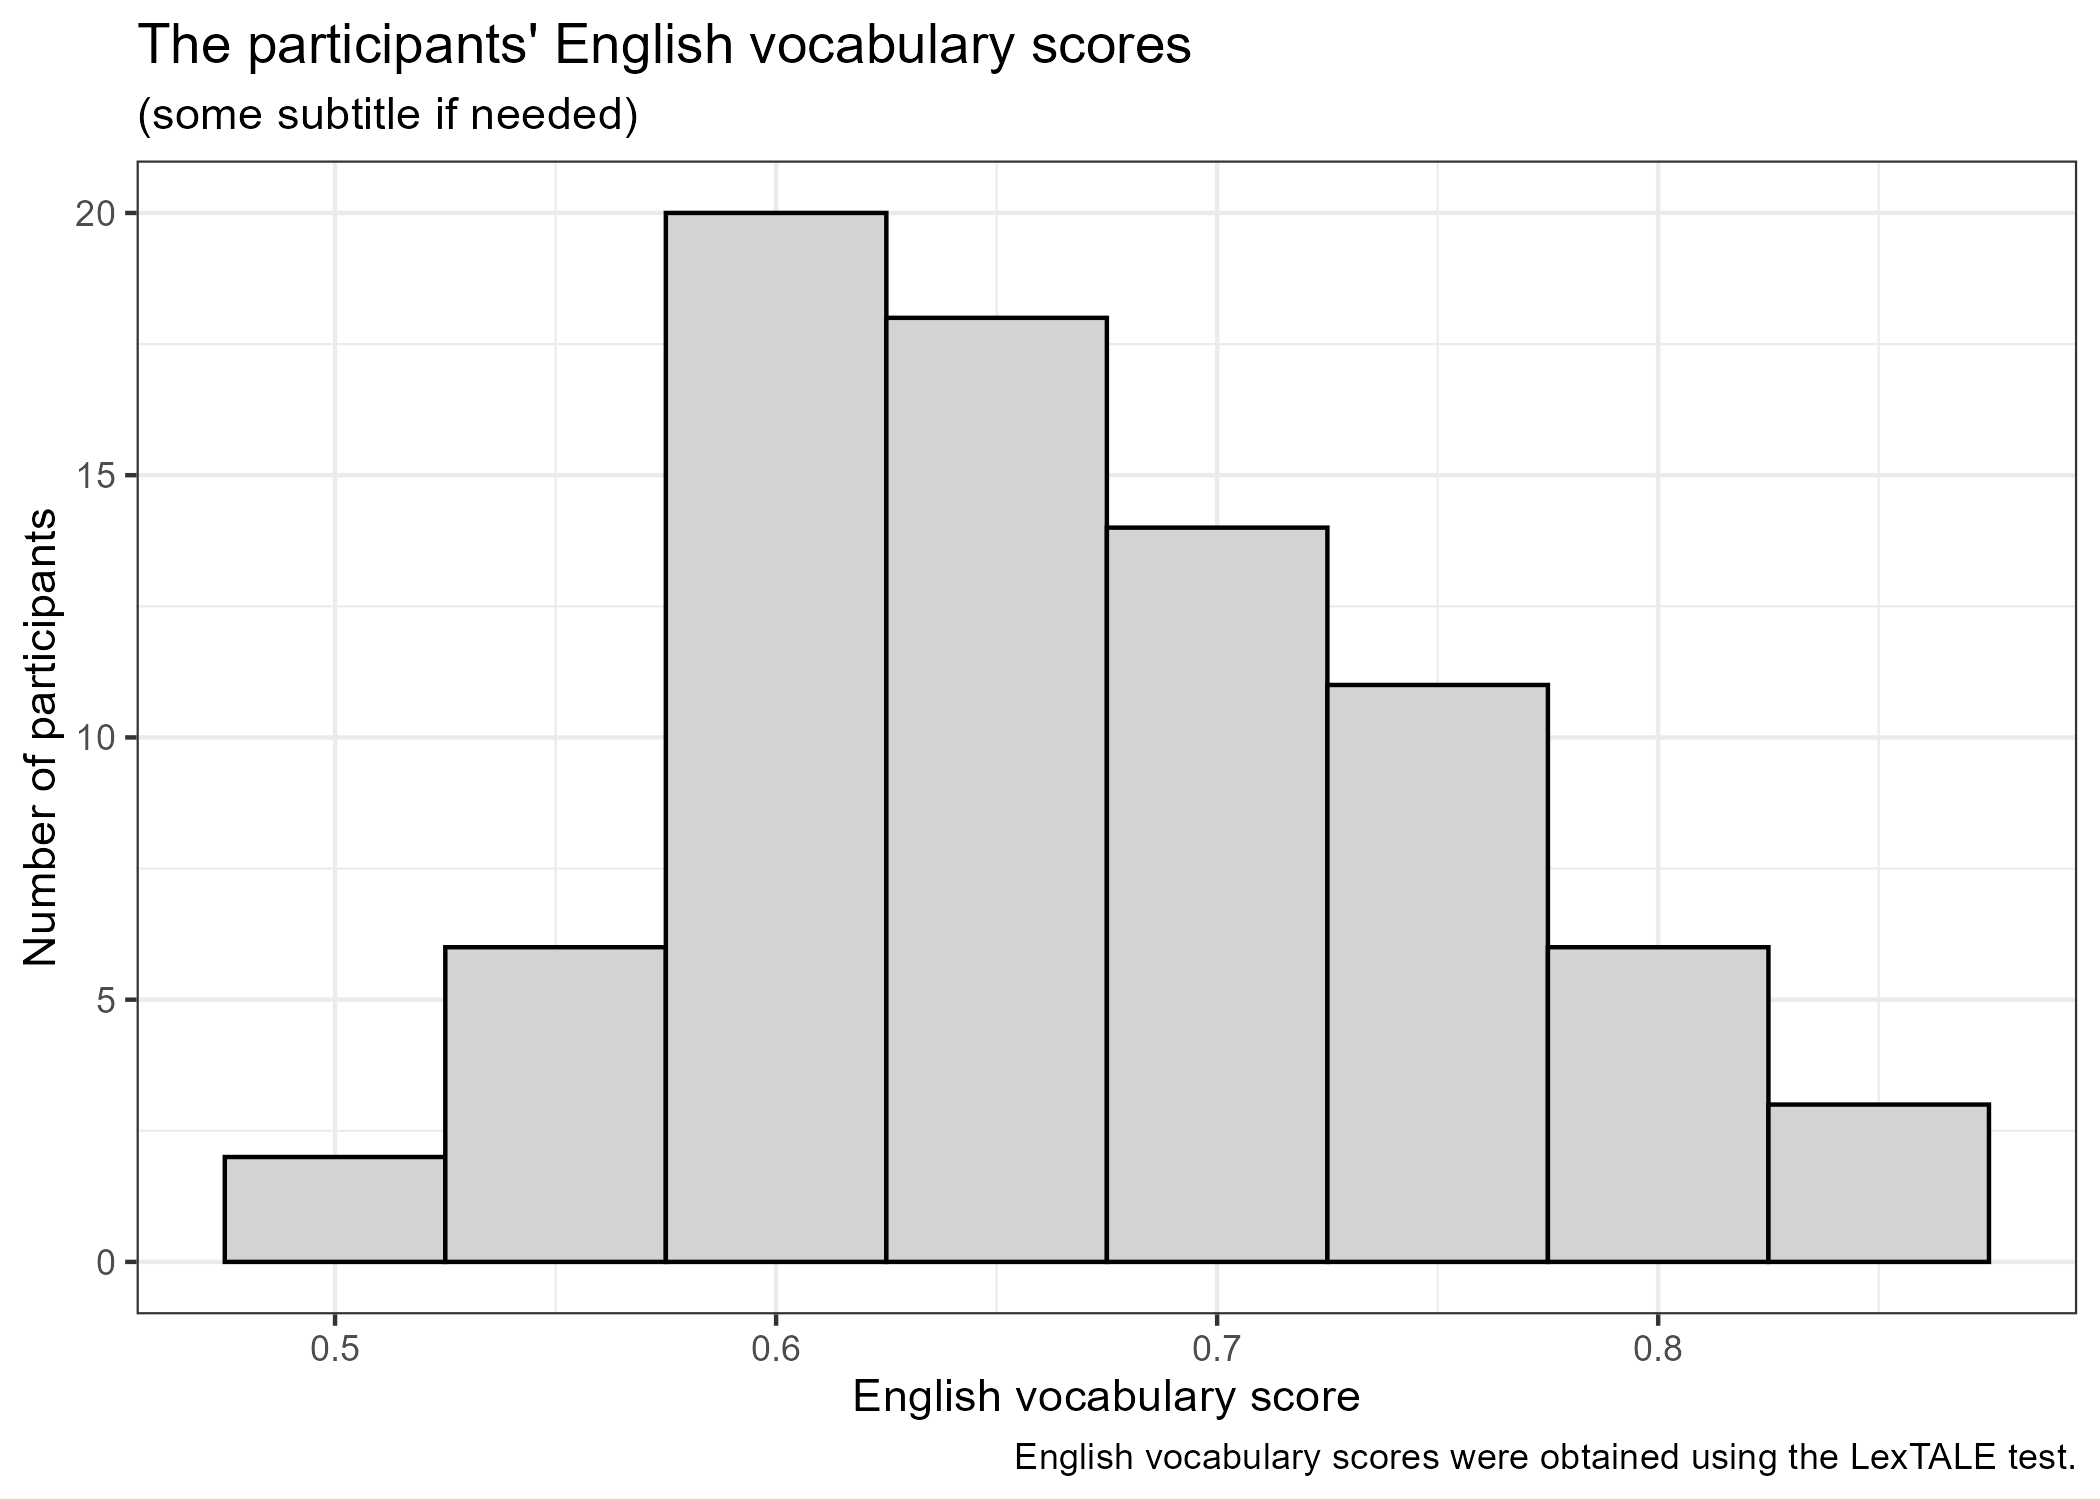 The participants' English vocabulary scores
(some subtitle if needed)
Number of participants
20
15
10
5
0
0.5 0.6 0.7 0.8
English vocabulary score
English vocabulary scores were obtained using the LexTALE test.